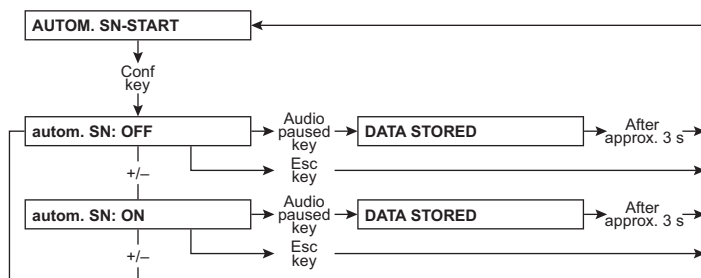 AUTOM. SN-START
Conf
key
autom. SN: OFF
Audio
paused
key
DATA STORED
After
approx. 3 s
Esc
key
+/–
autom. SN: ON
Audio
paused
key
DATA STORED
After
approx. 3 s
Esc
key
+/–